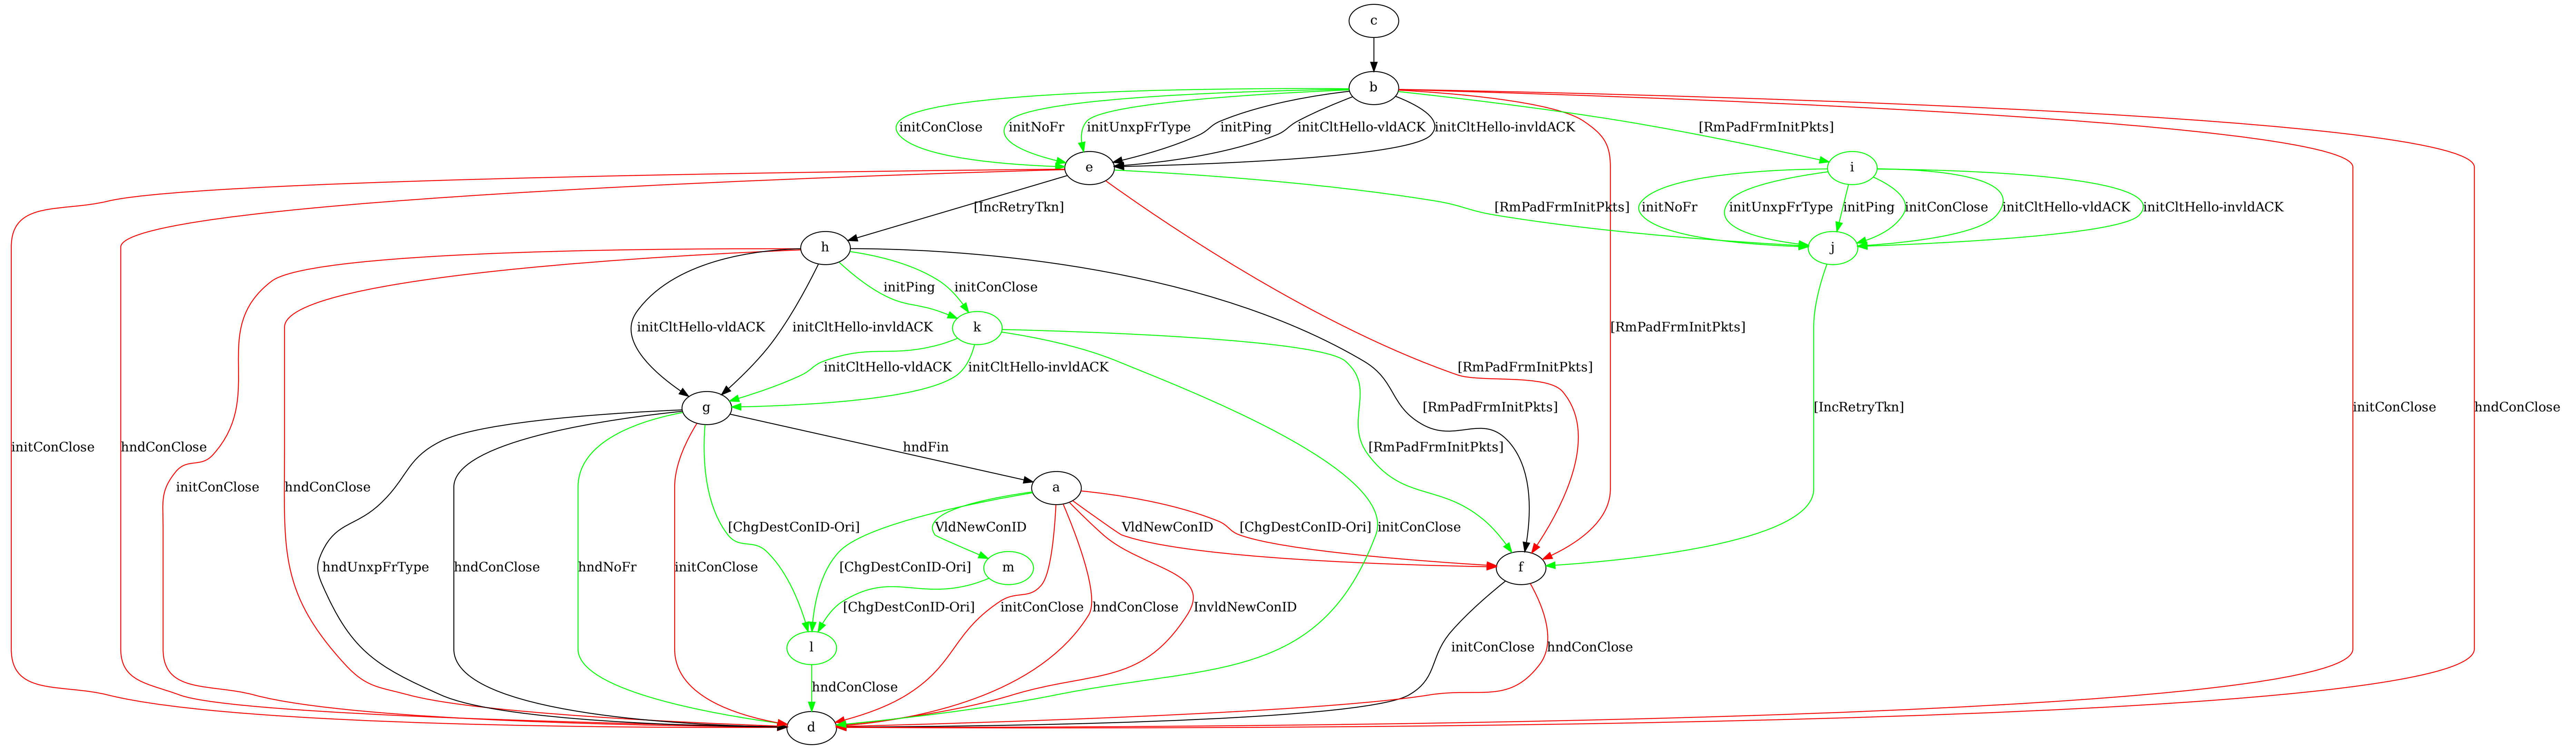 c
b
initConClose
initNoFr
initUnxpFrType
initPing
initCltHello-vldACK
initCltHello-invldACK
[RmPadFrmInitPkts]
e
i
[IncRetryTkn]
[RmPadFrmInitPkts]
initNoFr
initUnxpFrType
initPing
initConClose
initCltHello-vldACK
initCltHello-invldACK
h
j
initPing
initConClose
initCltHello-vldACK
initCltHello-invldACK
k
[RmPadFrmInitPkts]
initCltHello-vldACK
initCltHello-invldACK
[RmPadFrmInitPkts]
g
[RmPadFrmInitPkts]
[IncRetryTkn]
initConClose
hndConClose
initConClose
hndConClose
hndFin
[RmPadFrmInitPkts]
initConClose
hndConClose
a
[ChgDestConID-Ori]
VldNewConID
VldNewConID
[ChgDestConID-Ori]
initConClose
hndUnxpFrType
hndConClose
hndNoFr
initConClose
[ChgDestConID-Ori]
m
f
[ChgDestConID-Ori]
initConClose
hndConClose
InvldNewConID
l
initConClose
hndConClose
hndConClose
d